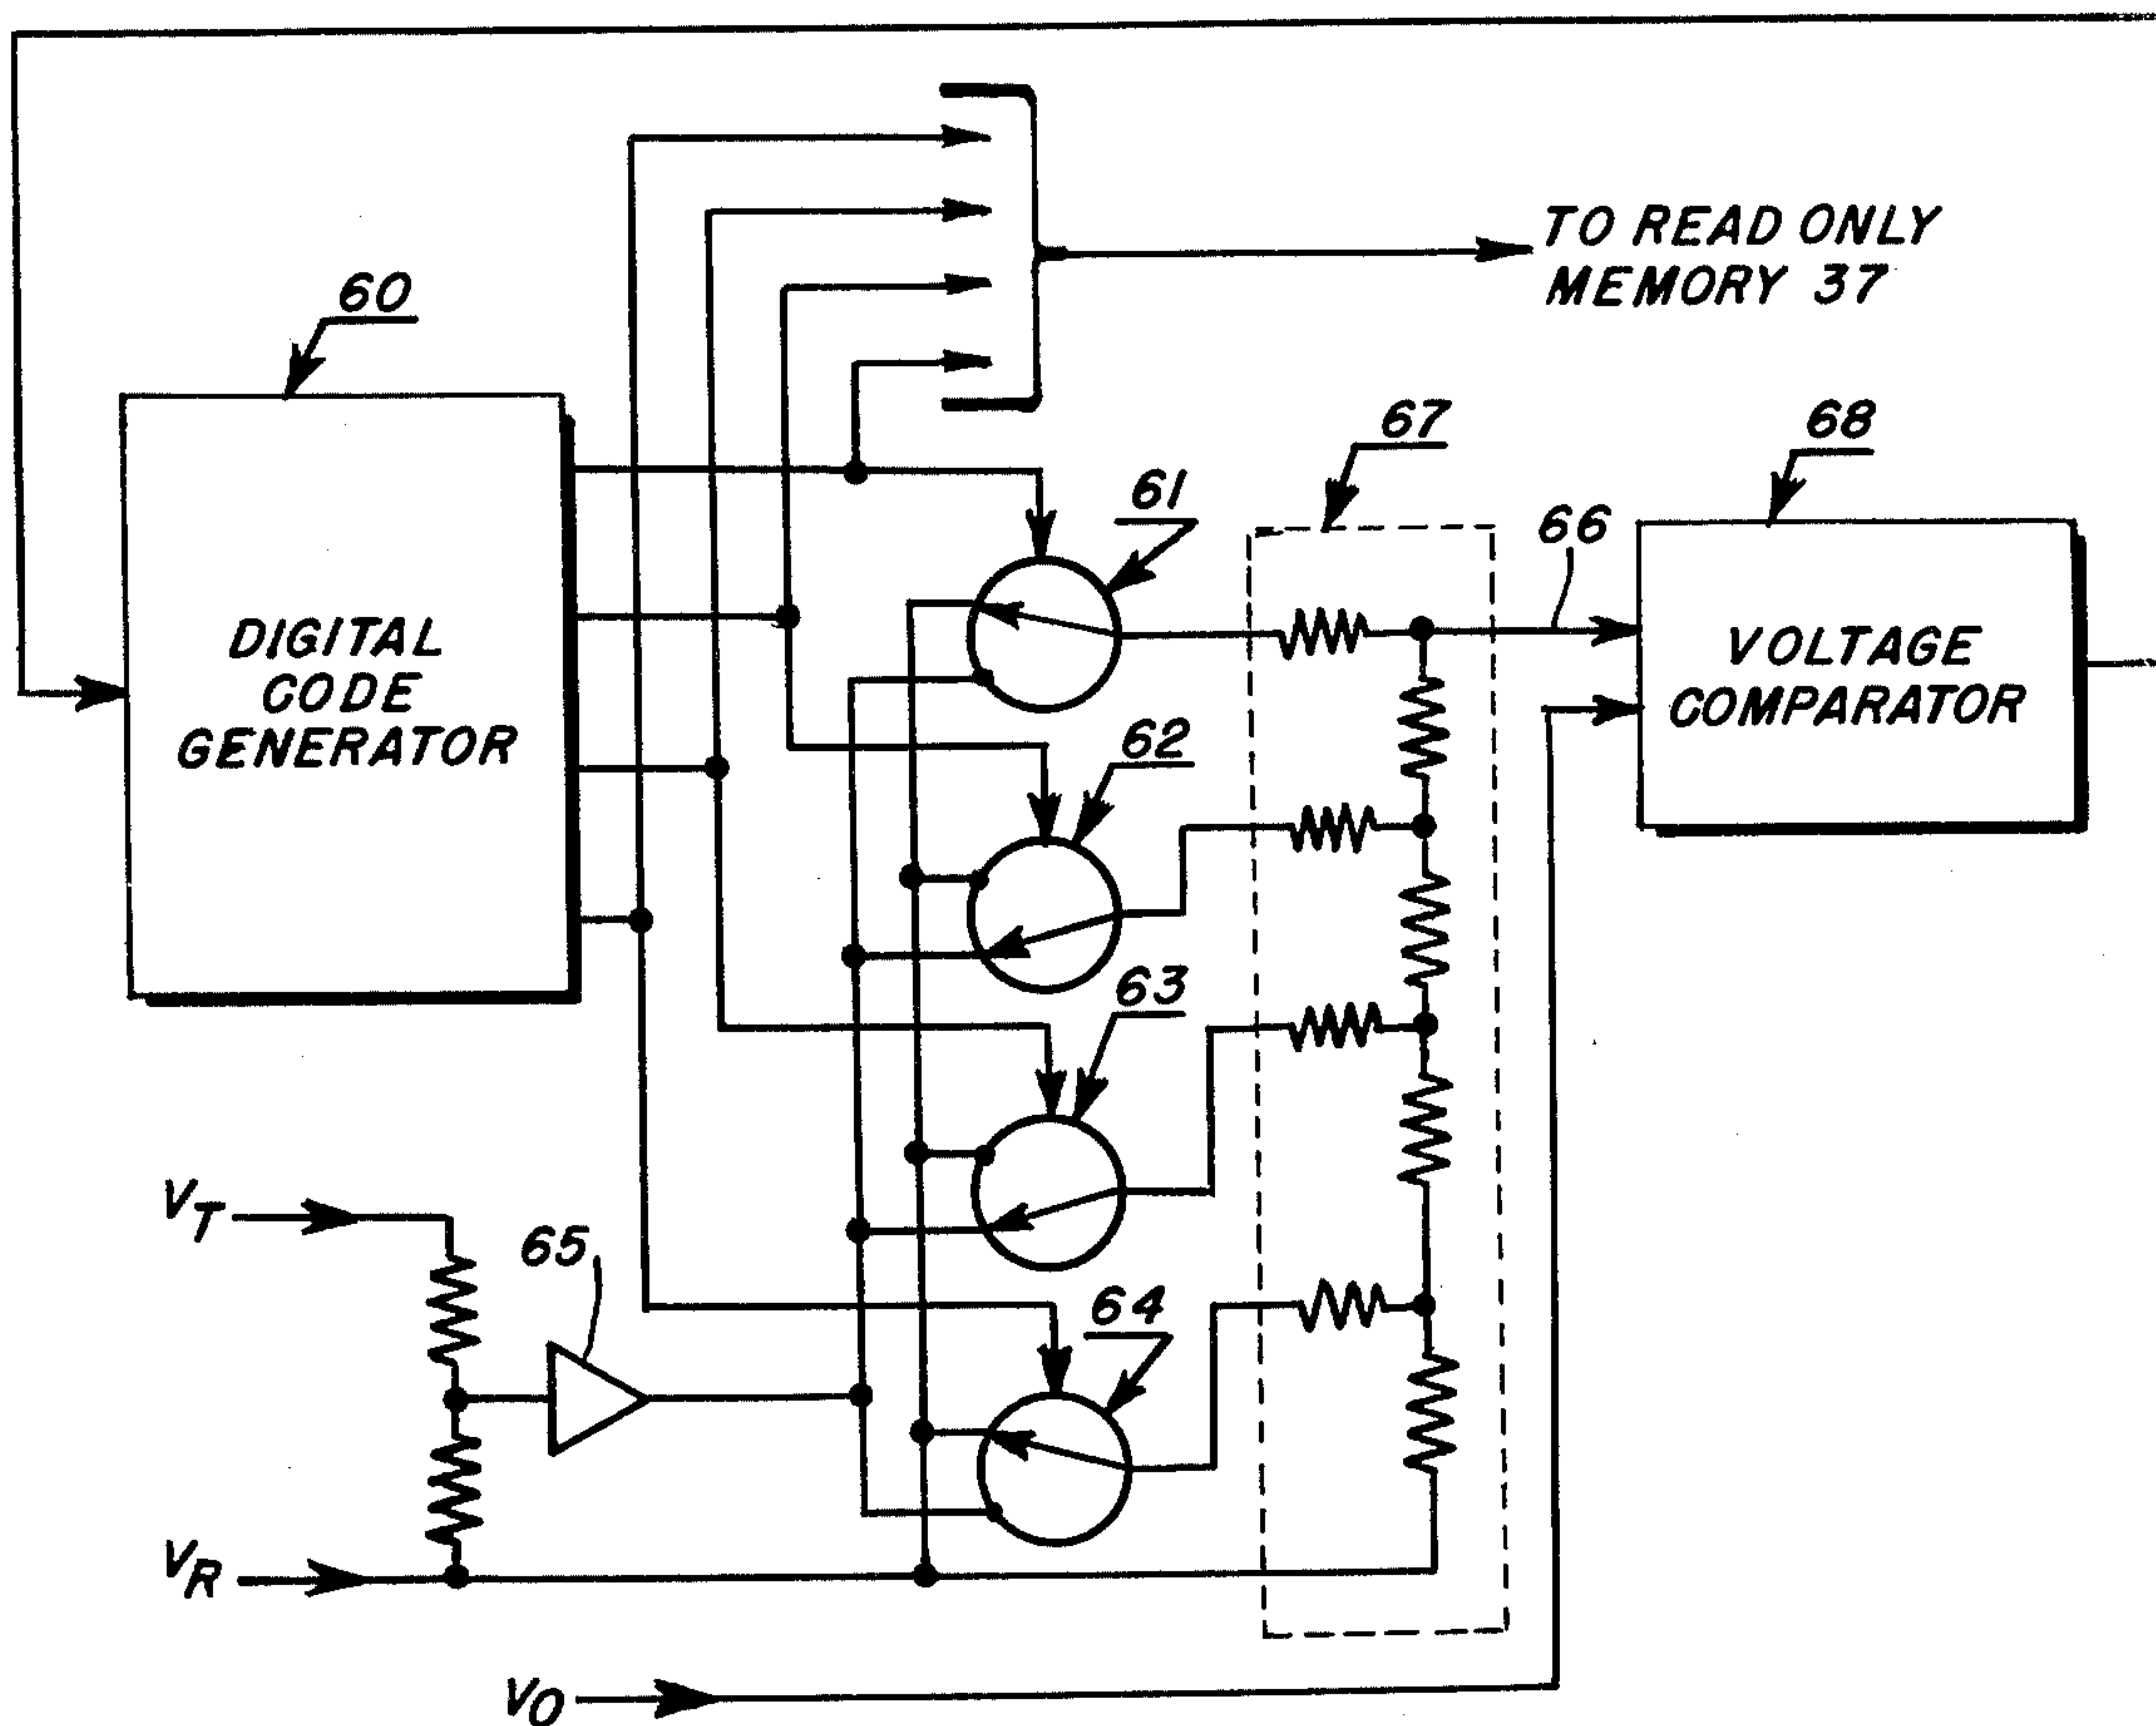 TO READ ONLY
MEMORY 37
60
67
68
61
66
DIGITAL
CODE
GENERATOR
VOLTAGE
COMPARATOR
62
63
VT
65
64
VR
VO